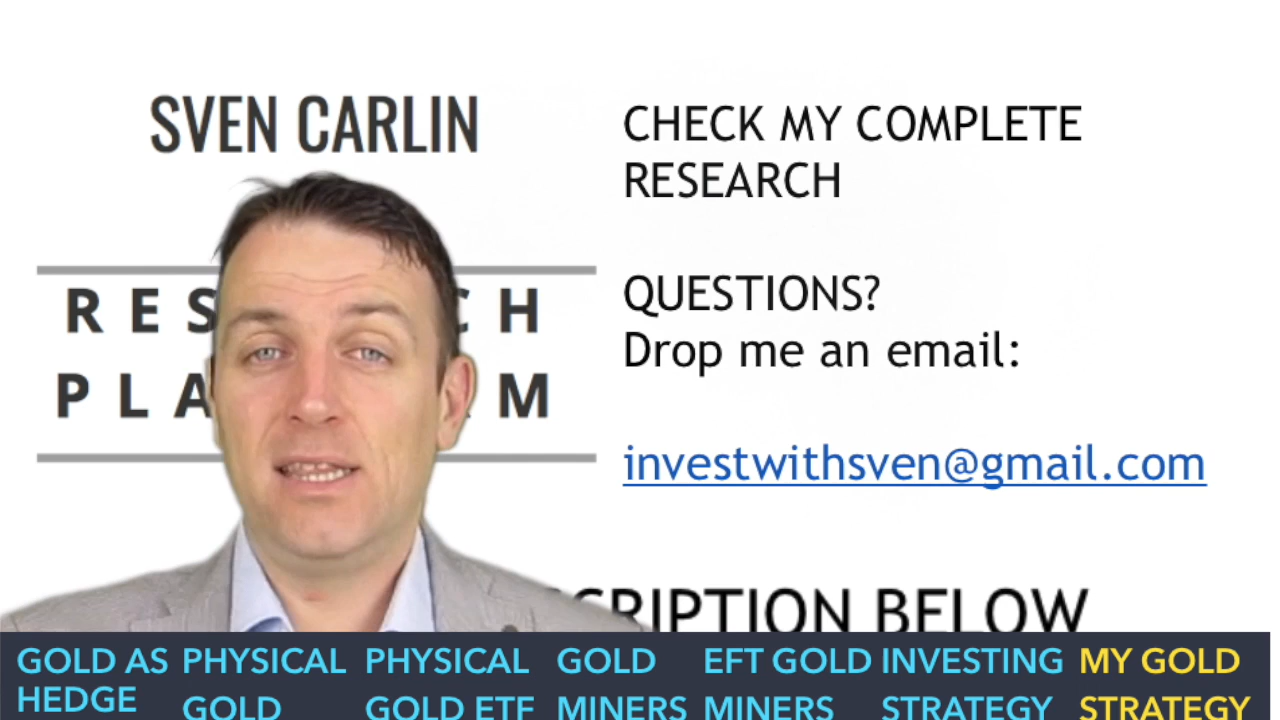 SVEN CARLIN
CHECK MY COMPLETE
RESEARCH
QUESTIONS?
Drop me an email:
investwithsven@gmail.com
BELOW
GOLD AS HEDGE
PHYSICAL GOLD
PHYSICAL GOLD ETF
GOLD MINERS
EFT GOLD MINERS
INVESTING STRATEGY
MY GOLD STRATEGY